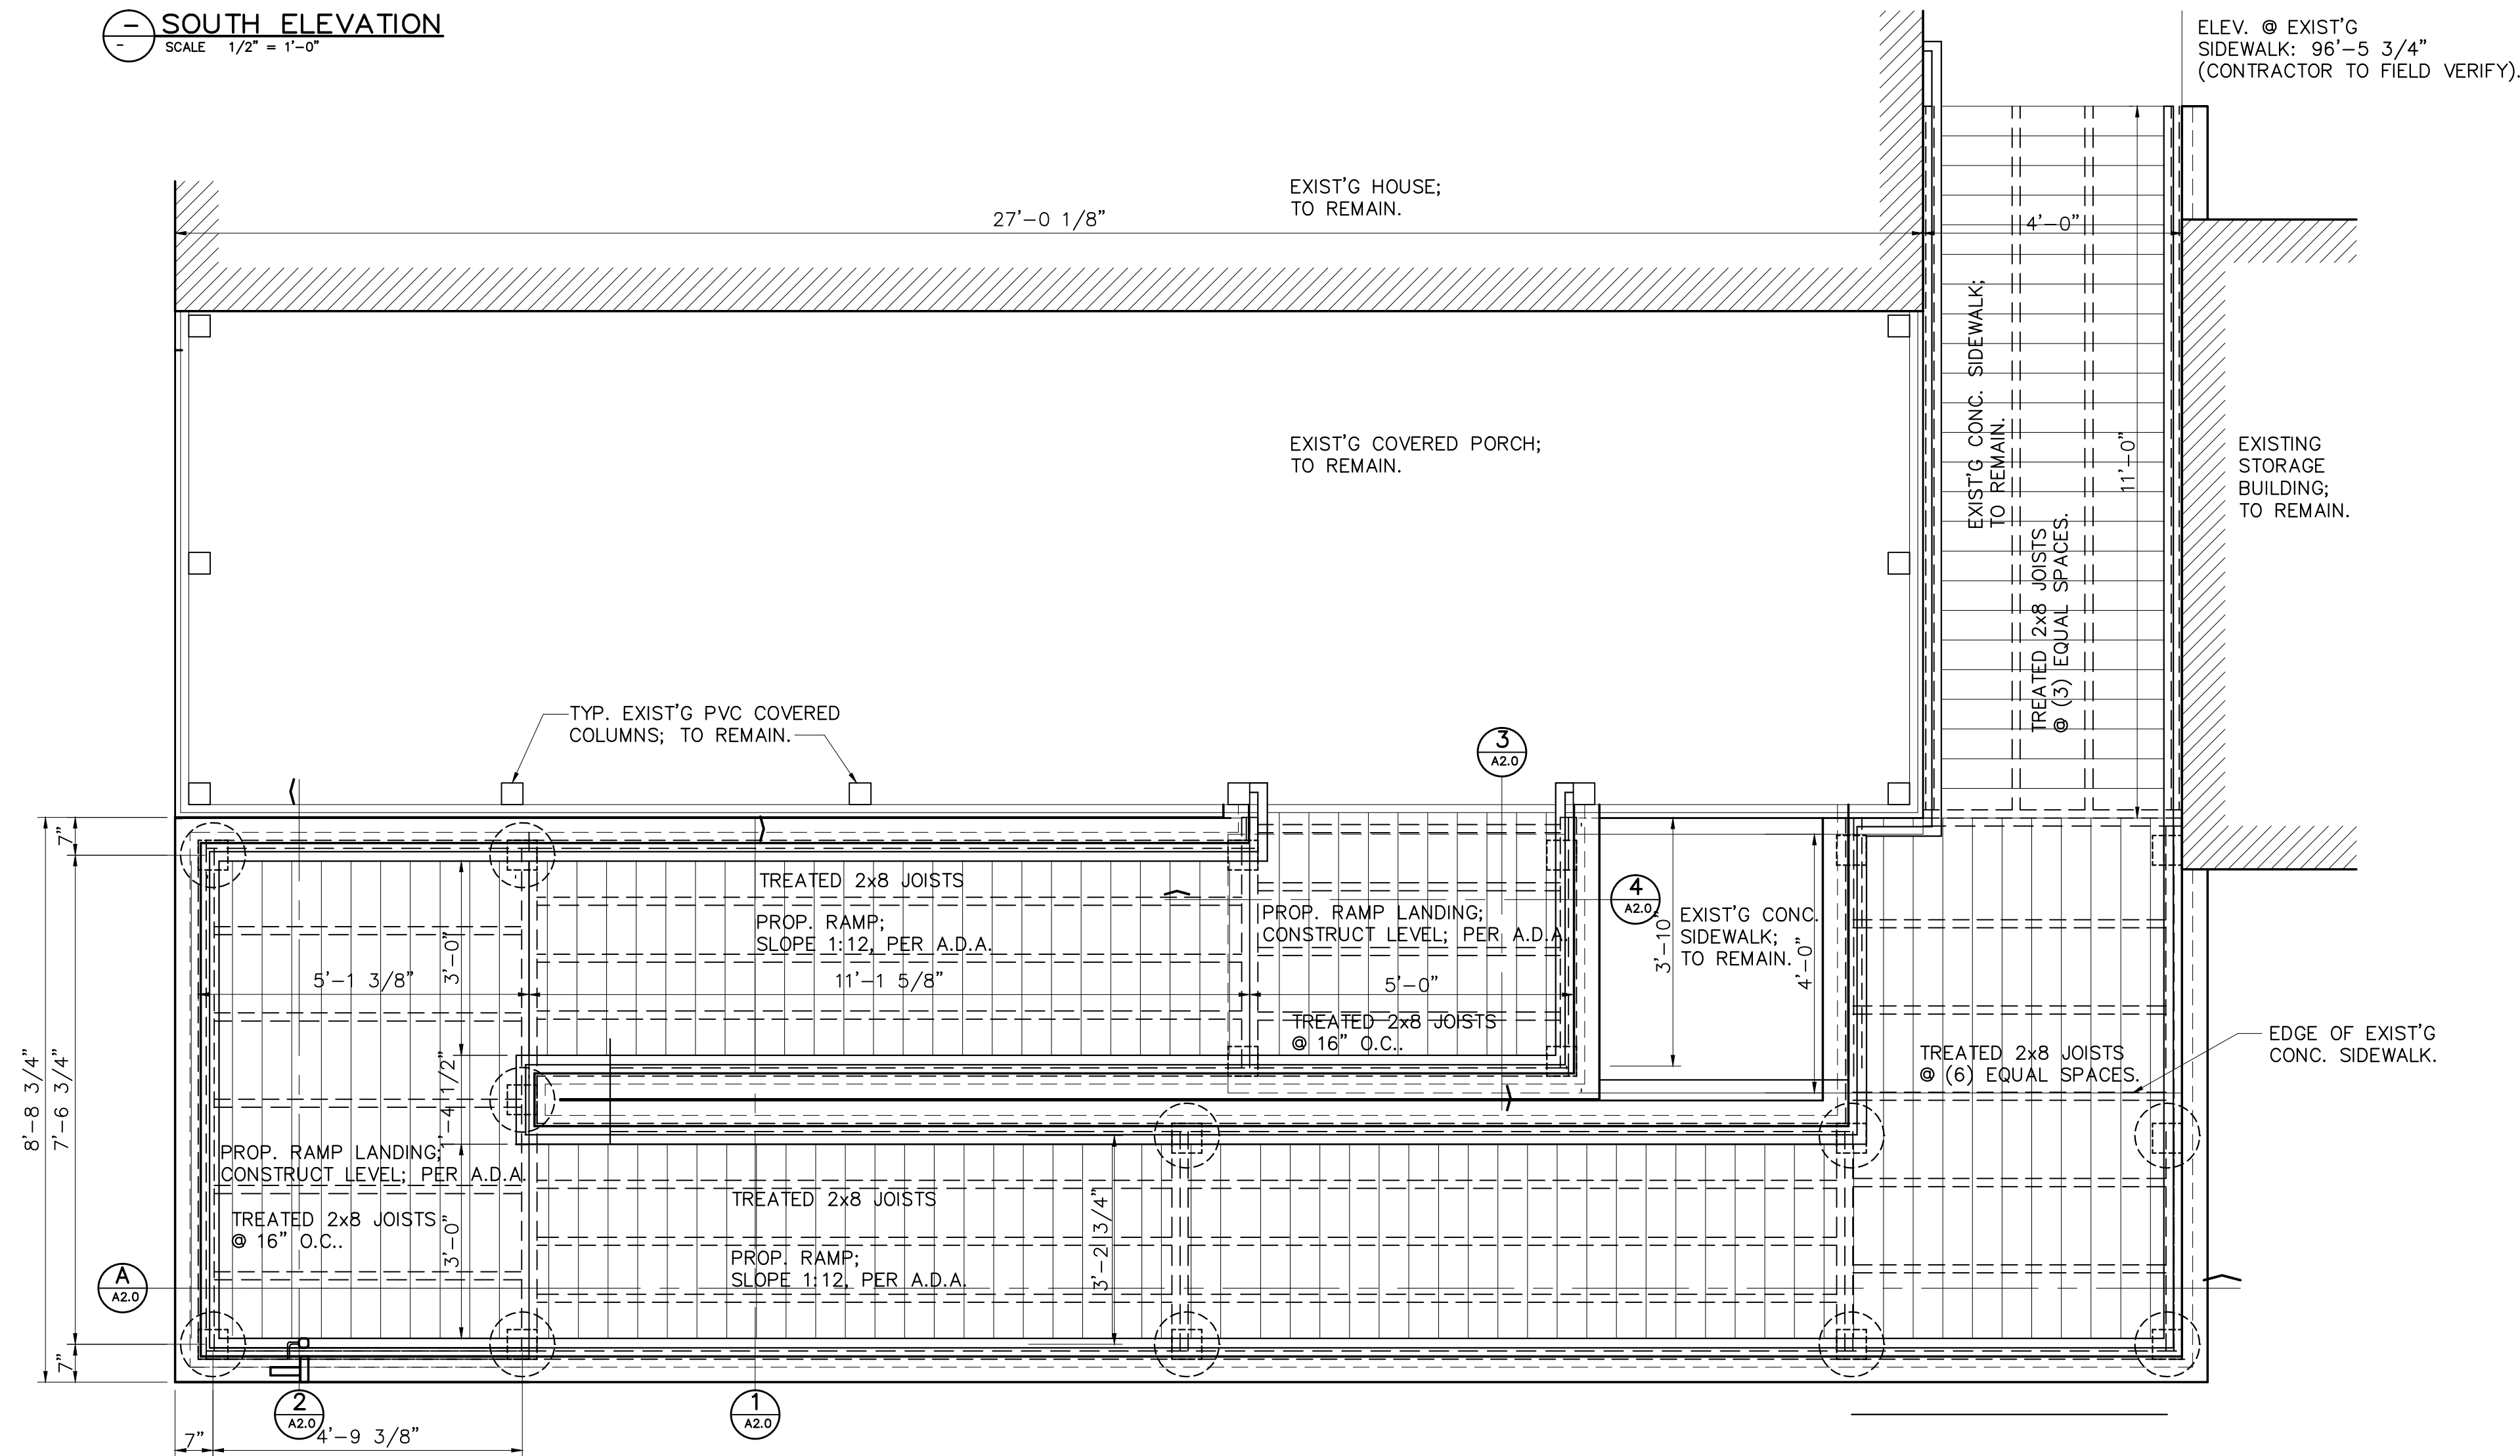 –
–
SOUTH ELEVATION
SCALE 1/2" = 1'–0"
ELEV. @ EXIST'G
SIDEWALK: 96'–5 3/4"
(CONTRACTOR TO FIELD VERIFY).
EXIST'G HOUSE;
TO REMAIN.
27'–0 1/8"
4'–0"
EXIST'G CONC. SIDEWALK;
TO REMAIN.
11'–0"
EXIST'G COVERED PORCH;
TO REMAIN.
EXISTING
STORAGE
BUILDING;
TO REMAIN.
TREATED 2x8 JOISTS
@ (3) EQUAL SPACES.
TYP. EXIST'G PVC COVERED
COLUMNS; TO REMAIN.
3
A2.0
7"
TREATED 2x8 JOISTS
PROP. RAMP;
SLOPE 1:12, PER A.D.A.
4
A2.0
PROP. RAMP LANDING;
CONSTRUCT LEVEL; PER A.D.A.
3'–10"
EXIST'G CONC.
SIDEWALK;
TO REMAIN.
4'–0"
3'–0"
5'–1 3/8"
11'–1 5/8"
5'–0"
TREATED 2x8 JOISTS
@ 16" O.C..
EDGE OF EXIST'G
CONC. SIDEWALK.
TREATED 2x8 JOISTS
@ (6) EQUAL SPACES.
8'–8 3/4"
7'–6 3/4"
1'–4 1/2"
PROP. RAMP LANDING;
CONSTRUCT LEVEL; PER A.D.A.
TREATED 2x8 JOISTS
TREATED 2x8 JOISTS
@ 16" O.C..
3'–0"
3'–2 3/4"
PROP. RAMP;
SLOPE 1:12, PER A.D.A.
A
A2.0
7"
2
A2.0
1
A2.0
7"
4'–9 3/8"